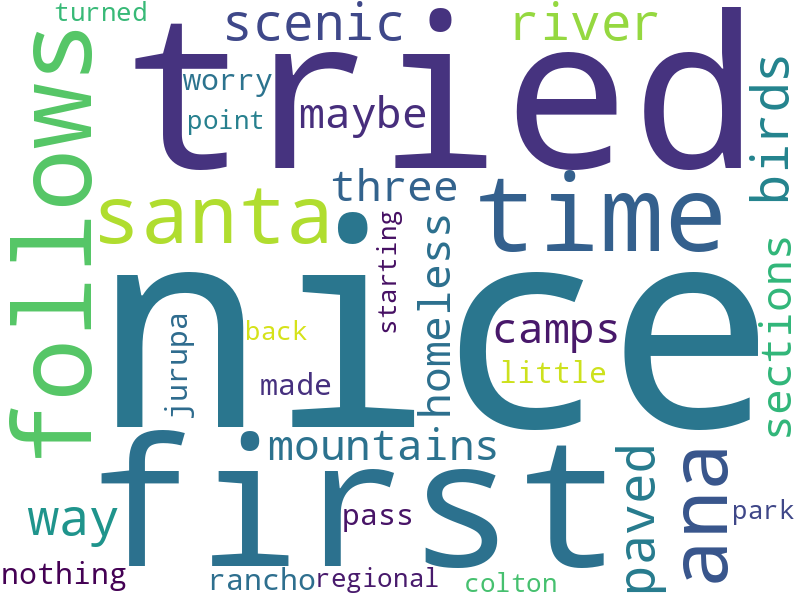 turned
scenic
river
tried
worry
point
maybe
follows
birds
three
santa
time
nice
starting
homeless
sections
jurupa
back
made
camps
little
first
mountains
paved
ana
way
pass
park
nothing
rancho
regional
colton